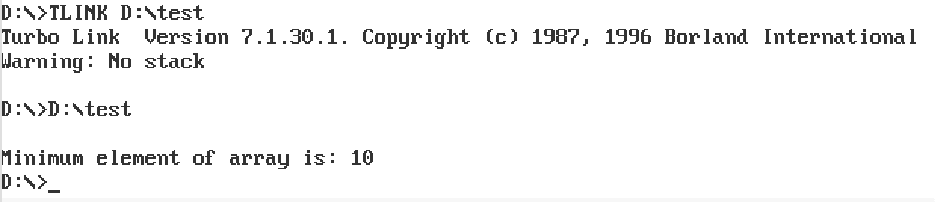 D:\>TLINK D:\test
Turbo Link  Version 7.1.30.1. Copyright (c) 1987, 1996 Borland International
Warning: No stack
D:\>D:\test
Minimum element of array is: 10
D:\>_